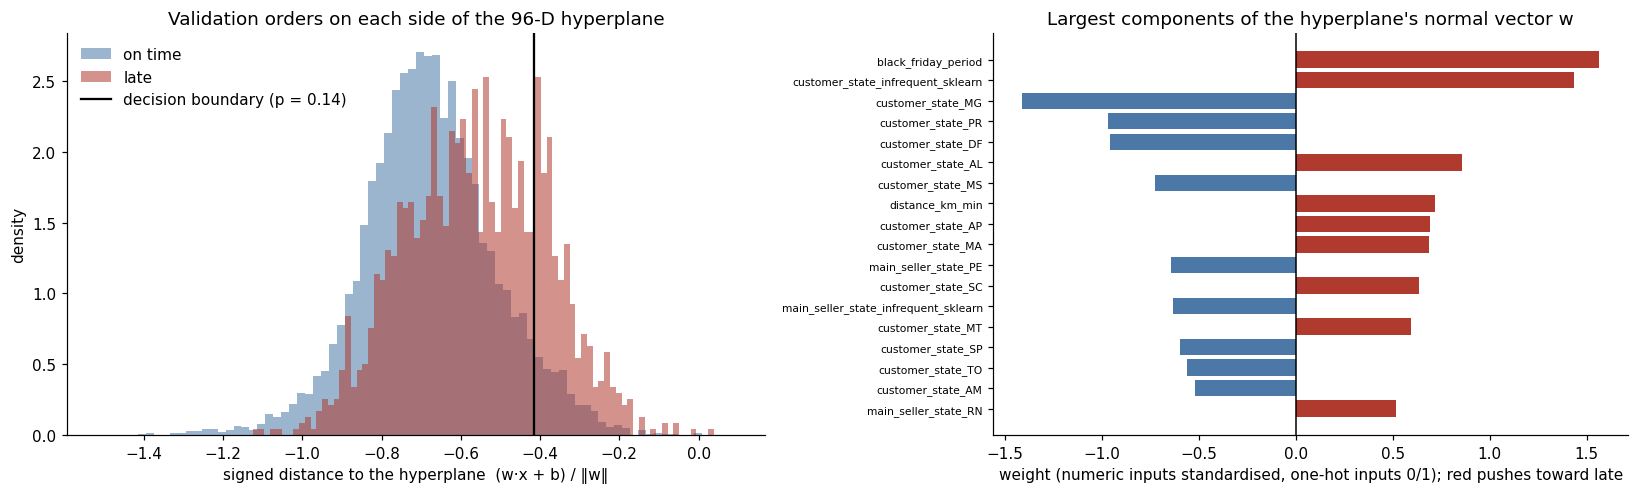 Validation orders on each side of the 96-D hyperplane
on time
late
decision boundary (p = 0.14)
density
2.5
2.0
1.5
1.0
0.5
0.0
−1.4 −1.2 −1.0 −0.8 −0.6 −0.4 −0.2 0.0
signed distance to the hyperplane (w·x + b) / ‖w‖
Largest components of the hyperplane's normal vector w
black_friday_period
customer_state_infrequent_sklearn
customer_state_MG
customer_state_PR
customer_state_DF
customer_state_AL
customer_state_MS
distance_km_min
customer_state_AP
customer_state_MA
main_seller_state_PE
customer_state_SC
main_seller_state_infrequent_sklearn
customer_state_MT
customer_state_SP
customer_state_TO
customer_state_AM
main_seller_state_RN
−1.5 −1.0 −0.5 0.0 0.5 1.0 1.5
weight (numeric inputs standardised, one-hot inputs 0/1); red pushes toward late